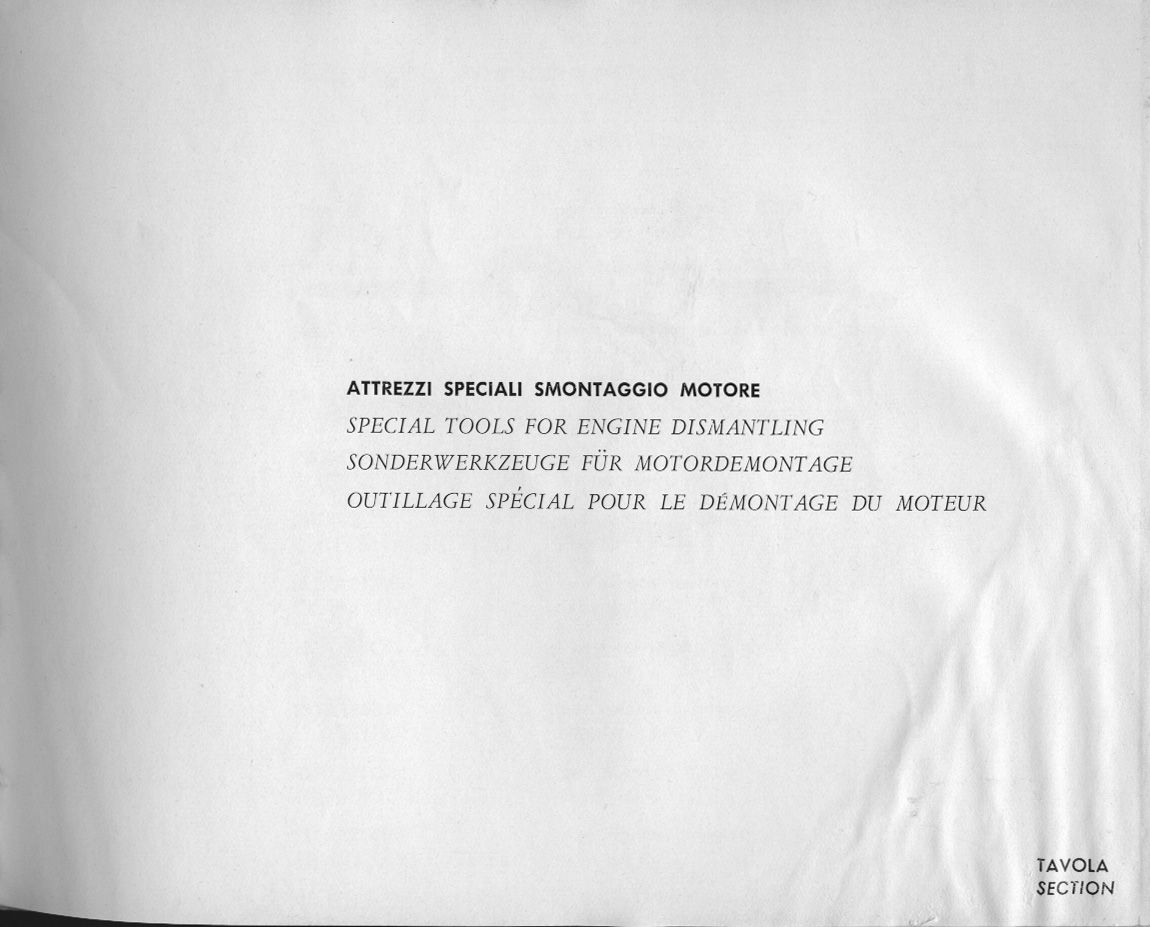 ATTREZZI SPECIALI SMONTAGGIO MOTORE
SPECIAL TOOLS FOR ENGINE DISMANTLING
SONDERWERKZEUGE FÜR MOTORDEMONTAGE
OUTILLAGE SPÉCIAL POUR LE DÉMONTAGE DU MOTEUR
TAVOLA
SECTION